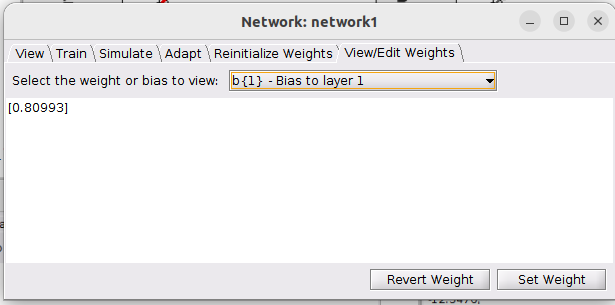 Network: network1
View Train Simulate Adapt Reinitialize Weights View/Edit Weights
Select the weight or bias to view: b{1} - Bias to layer 1
[0.80993]
Revert Weight Set Weight